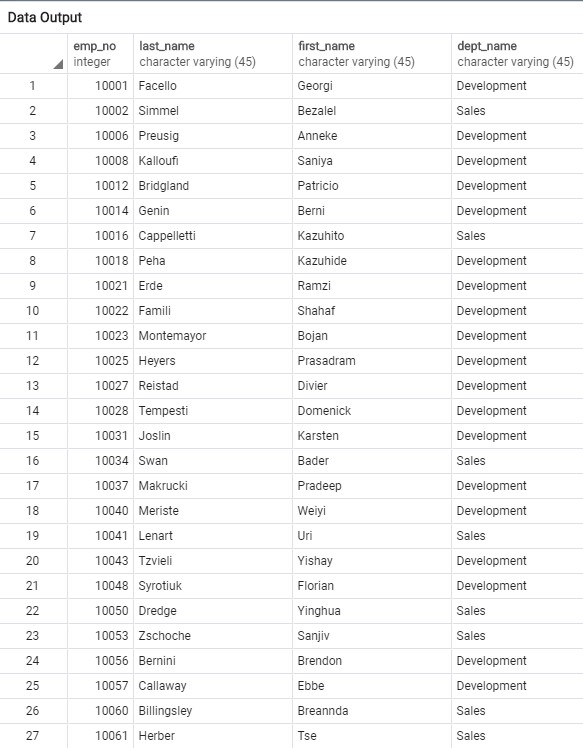 Data Output
emp_no last_name first_name dept_name
integer character varying (45) character varying (45) character varying (45)
1 10001 Facello Georgi Development
2 10002 Simmel Bezalel Sales
3 10006 Preusig Anneke Development
4 10008 Kalloufi Saniya Development
5 10012 Bridgland Patricio Development
6 10014 Genin Berni Development
7 10016 Cappelletti Kazuhito Sales
8 10018 Peha Kazuhide Development
9 10021 Erde Ramzi Development
10 10022 Famili Shahaf Development
11 10023 Montemayor Bojan Development
12 10025 Heyers Prasadram Development
13 10027 Reistad Divier Development
14 10028 Tempesti Domenick Development
15 10031 Joslin Karsten Development
16 10034 Swan Bader Sales
17 10037 Makrucki Pradeep Development
18 10040 Meriste Weiyi Development
19 10041 Lenart Uri Sales
20 10043 Tzvieli Yishay Development
21 10048 Syrotiuk Florian Development
22 10050 Dredge Yinghua Sales
23 10053 Zschoche Sanjiv Sales
24 10056 Bernini Brendon Development
25 10057 Callaway Ebbe Development
26 10060 Billingsley Breannda Sales
27 10061 Herber Tse Sales